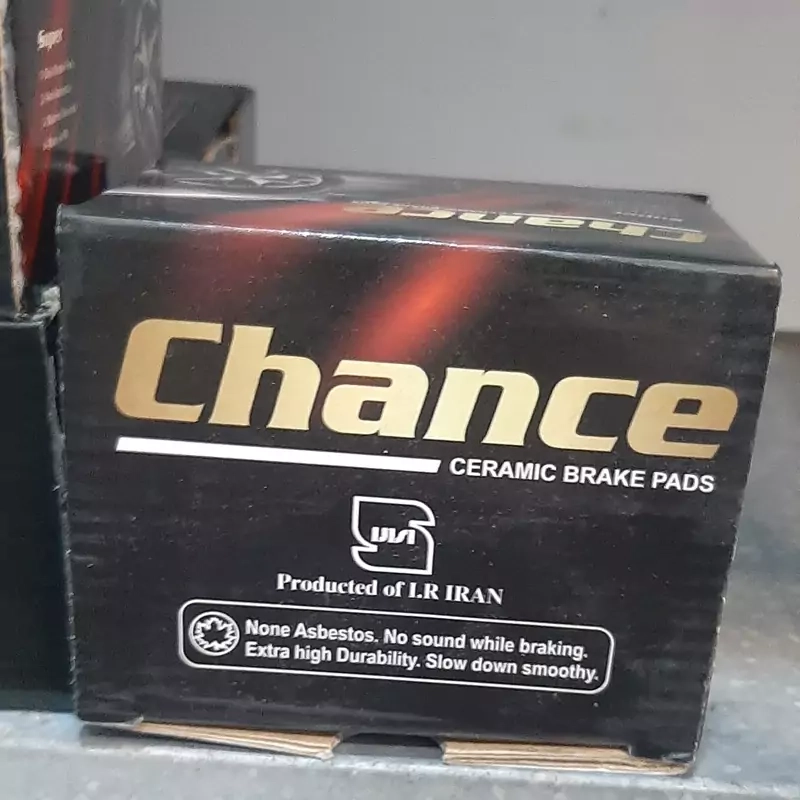 Super
Chance
Chance
CERAMIC BRAKE PADS
Producted of I.R IRAN
None Asbestos. No sound while braking.
Extra high Durability. Slow down smoothy.